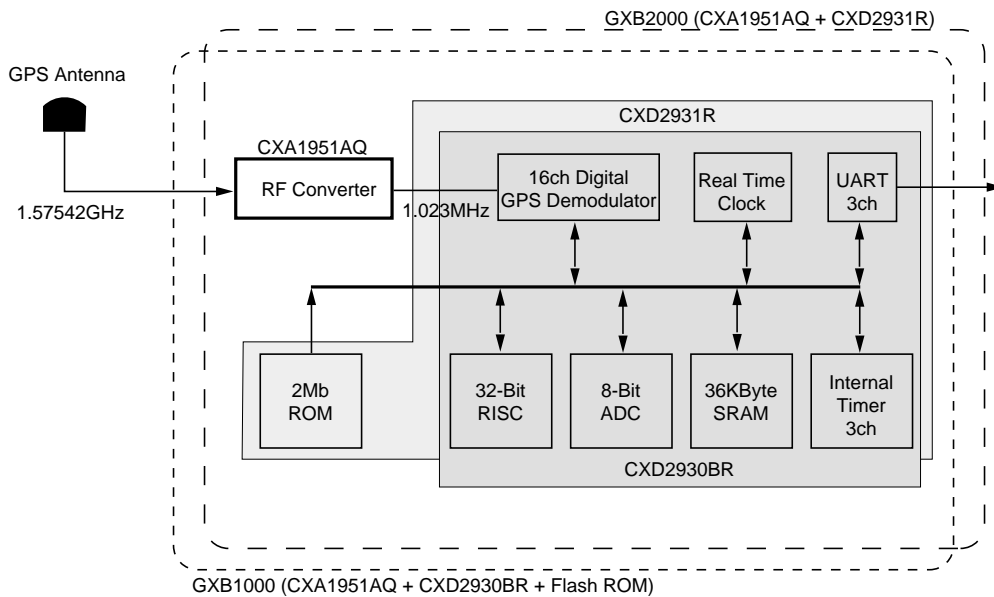 GXB2000 (CXA1951AQ + CXD2931R)
GPS Antenna
CXD2931R
CXA1951AQ
RF Converter
16ch Digital
GPS Demodulator
Real Time
Clock
UART
3ch
1.57542GHz
1.023MHz
2Mb
ROM
32-Bit
RISC
8-Bit
ADC
36KByte
SRAM
Internal
Timer
3ch
CXD2930BR
GXB1000 (CXA1951AQ + CXD2930BR + Flash ROM)